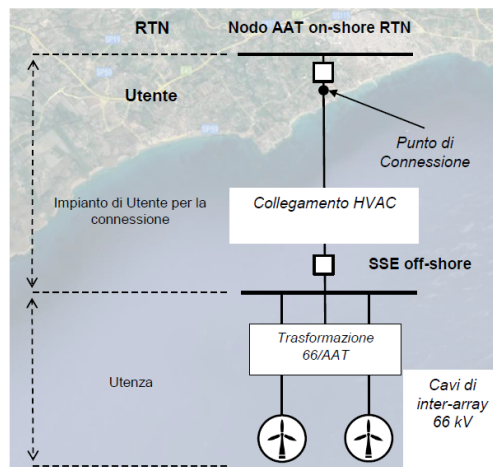 RTN
Nodo AAT on-shore RTN
Utente
Punto di
Connessione
Impianto di Utente per la
connessione
Collegamento HVAC
SSE off-shore
Trasformazione
66/AAT
Utenza
Cavi di
inter-array
66 kV